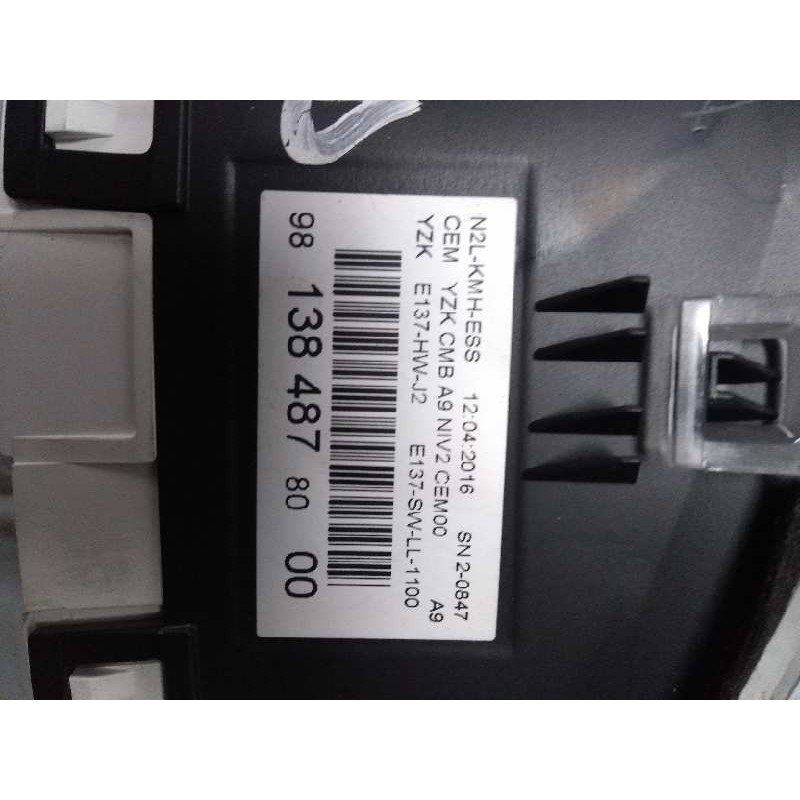 N2L-KMH-ESS 12:04:2016 SN 2-0847
CEM YZK CMB A9 NIV2 CEM00 A9
YZK E137-HW-J2 E137-SW-LL-1100
98 138 487 80 00